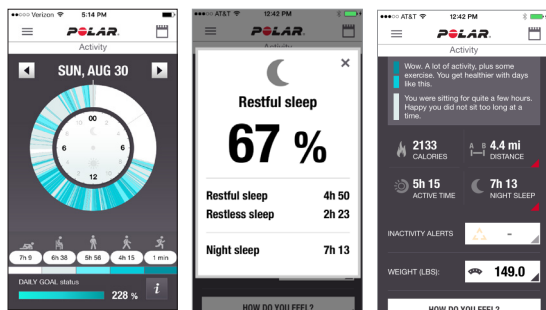 Verizon 5:14 PM
POLAR.
Activity
SUN, AUG 30
00
6 6
12
7h 9 6h 38 5h 56 4h 15 1 min
DAILY GOAL status
228 %
i
AT&T 12:42 PM
POLAR.
Activity
×
Restful sleep
67 %
Restful sleep 4h 50
Restless sleep 2h 23
Night sleep 7h 13
HOW DO YOU FEEL?
AT&T 12:42 PM
POLAR.
Activity
Wow. A lot of activity, plus some
exercise. You get healthier with days
like this.
You were sitting for quite a few hours.
Happy you did not sit too long at a
time.
2133
CALORIES
A B 4.4 mi
DISTANCE
5h 15
ACTIVE TIME
7h 13
NIGHT SLEEP
INACTIVITY ALERTS -
WEIGHT (LBS): 149.0
HOW DO YOU FEEL?